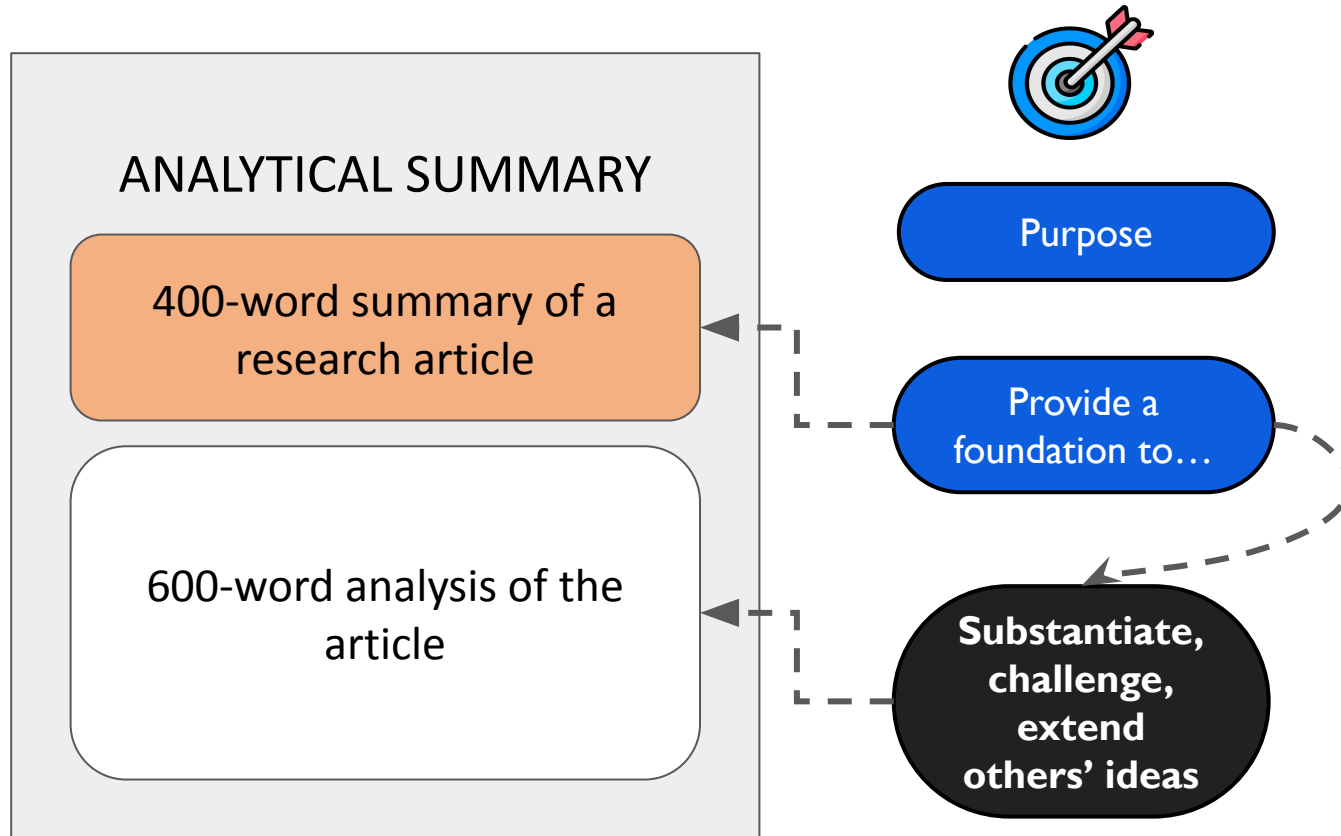 ANALYTICAL SUMMARY
400-word summary of a
research article
600-word analysis of the
article
Purpose
Provide a
foundation to…
Substantiate,
challenge,
extend
others’ ideas